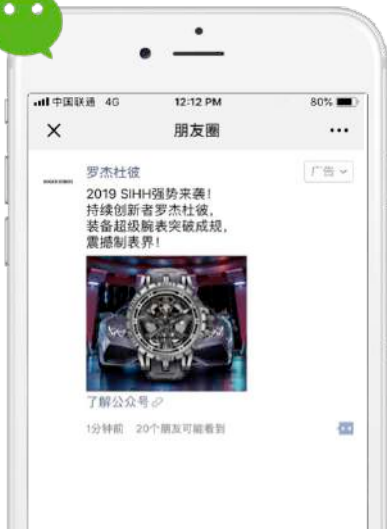 中国联通 4G 12:12 PM 80%
朋友圈
罗杰杜彼 广告
2019 SIHH强势来袭！
持续创新者罗杰杜彼，
装备超级腕表突破成规，
震撼制表界！
了解公众号
1分钟前 20个朋友可能看到